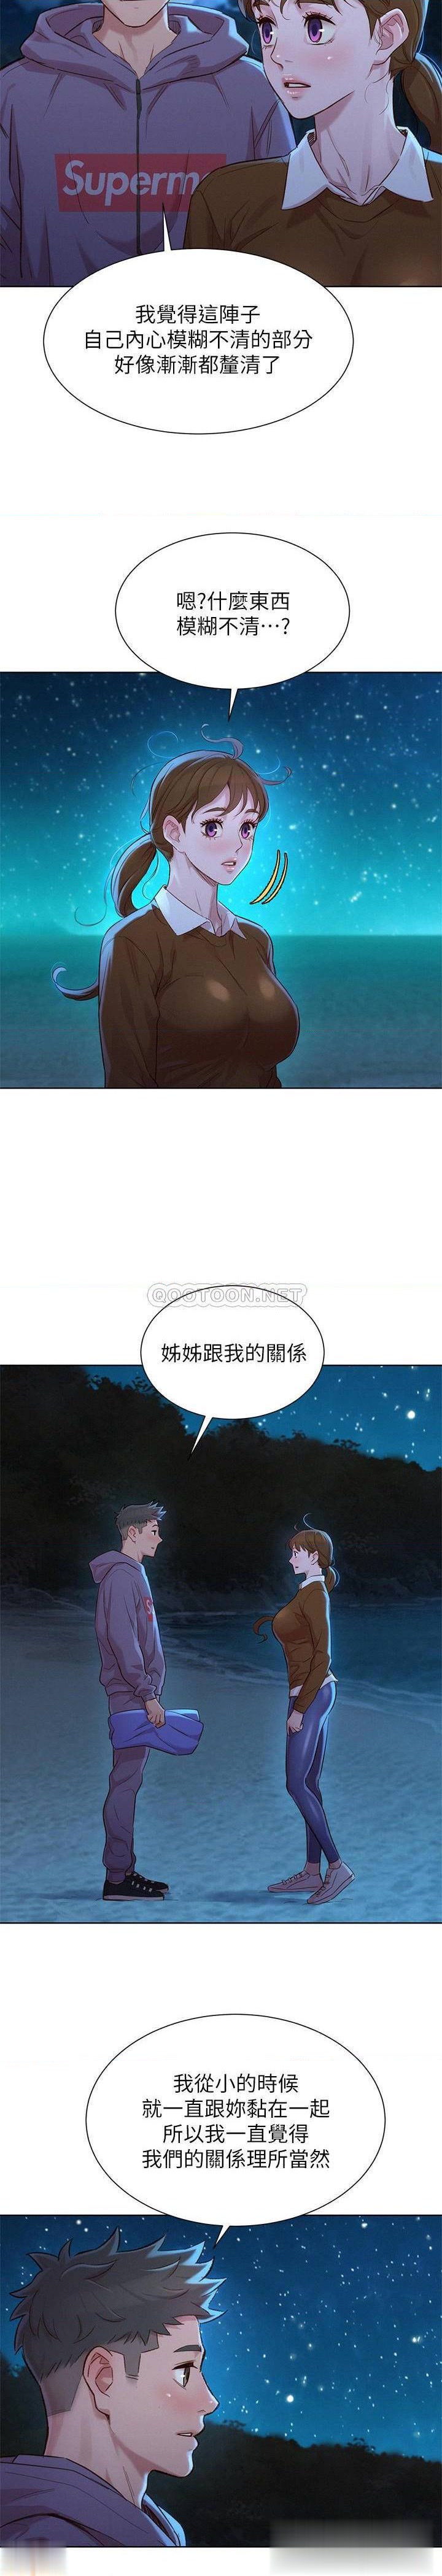 Superm
我覺得這陣子
自己內心模糊不清的部分
好像漸漸都釐清了
嗯?什麼東西
模糊不清…?
QOOTOON.NET
姊姊跟我的關係
Su
我從小的時候
就一直跟妳黏在一起
所以我一直覺得
我們的關係理所當然